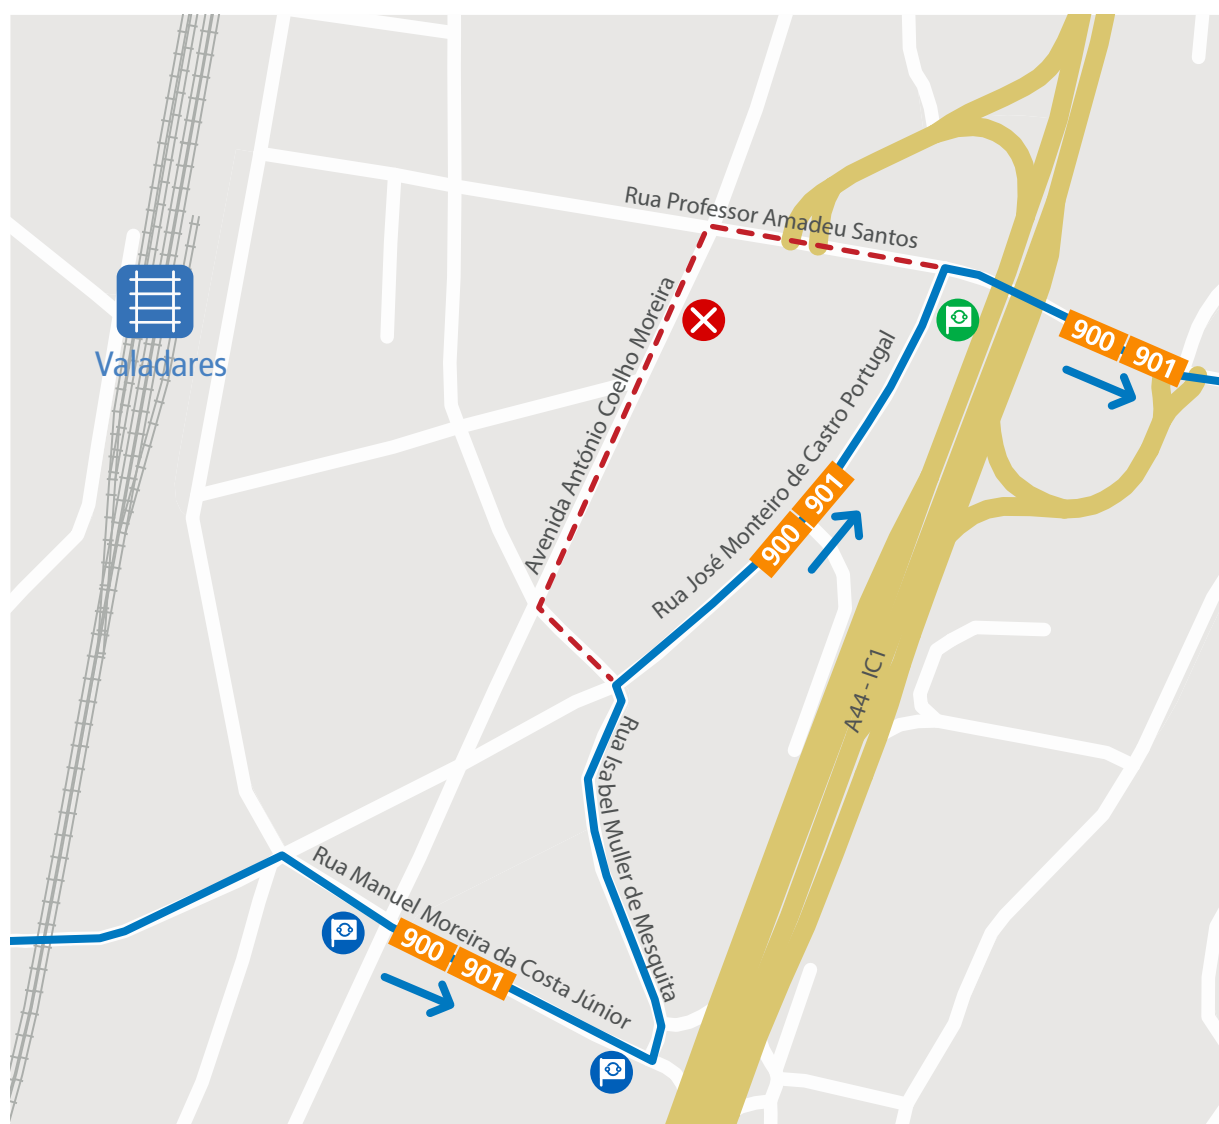 Rua Professor Amadeu Santos
Valadares
Avenida António Coelho Moreira
900 901
Rua José Monteiro de Castro Portugal
900 901
A44 - IC1
Rua Isabel Muller de Mesquita
Rua Manuel Moreira da Costa Júnior
900 901